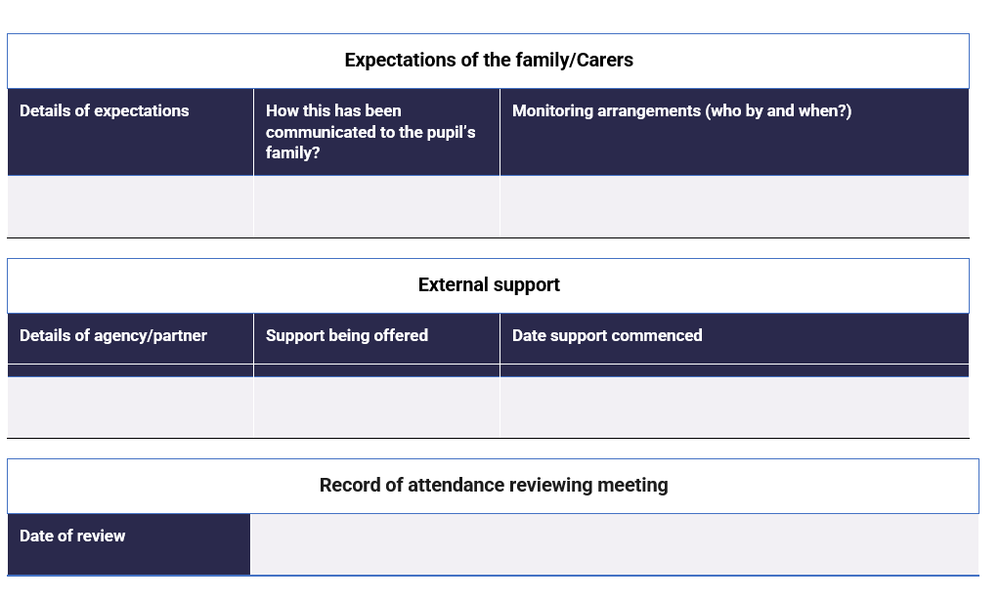 Expectations of the family/Carers
Details of expectations
How this has been
communicated to the pupil’s
family?
Monitoring arrangements (who by and when?)
External support
Details of agency/partner
Support being offered
Date support commenced
Record of attendance reviewing meeting
Date of review